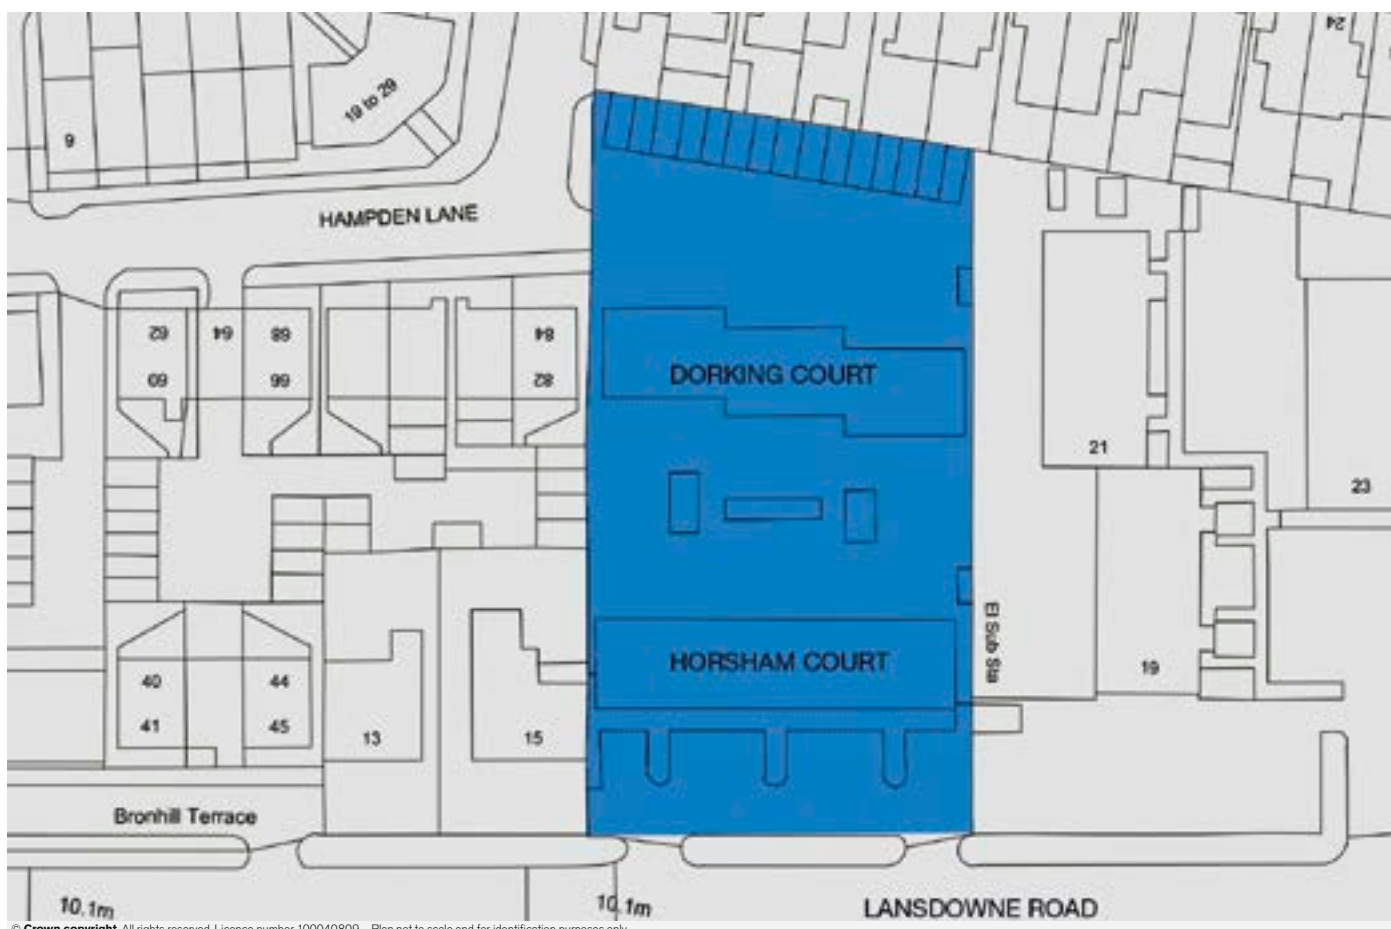 24
19 to 29
9
HAMPDEN LANE
62
64
68
84
60
66
82
DORKING COURT
21
23
El Sub Sta
HORSHAM COURT
19
40
44
41
45
13
15
Bronhill Terrace
10.1m
10.1m
LANSDOWNE ROAD
© Crown copyright. All rights reserved. Licence number 100040809. Plan not to scale and for identification purposes only.